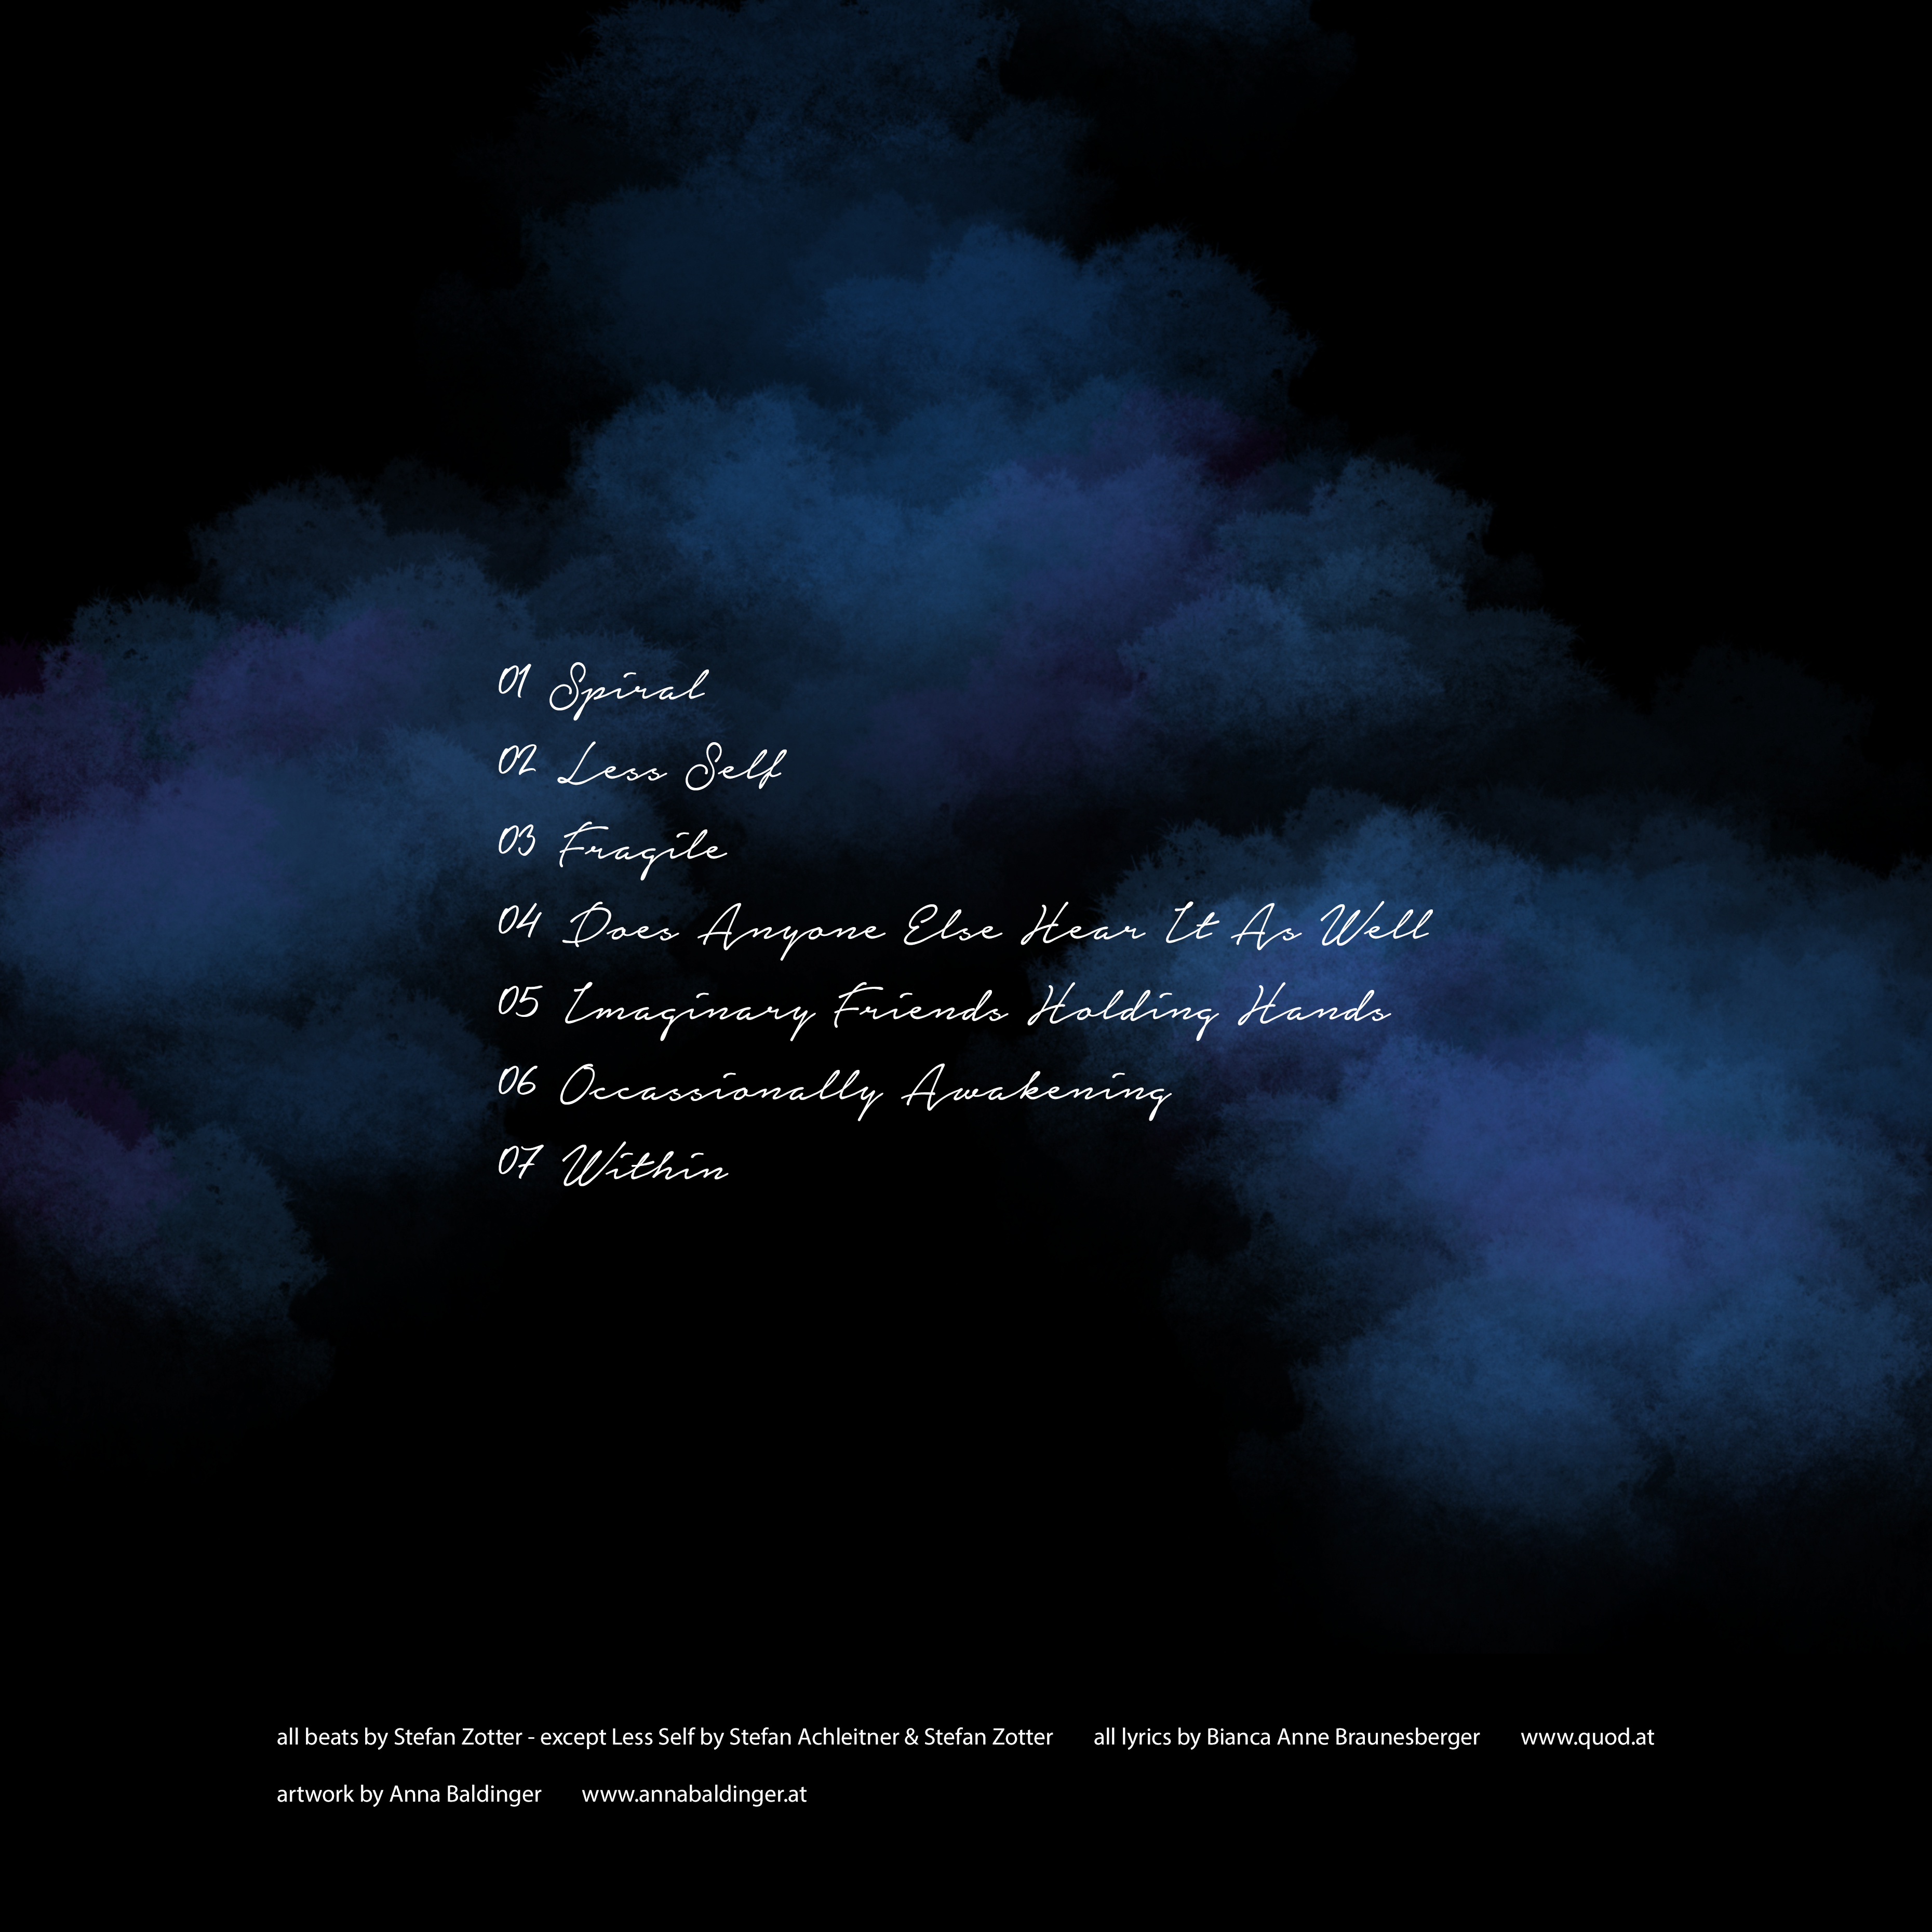 01 Spiral
02 Less Self
03 Fragile
04 Does Anyone Else Hear It As Well
05 Imaginary Friends Holding Hands
06 Occassionally Awakening
07 Within
all beats by Stefan Zotter - except Less Self by Stefan Achleitner & Stefan Zotter all lyrics by Bianca Anne Braunesberger www.quod.at
artwork by Anna Baldinger www.annabaldinger.at